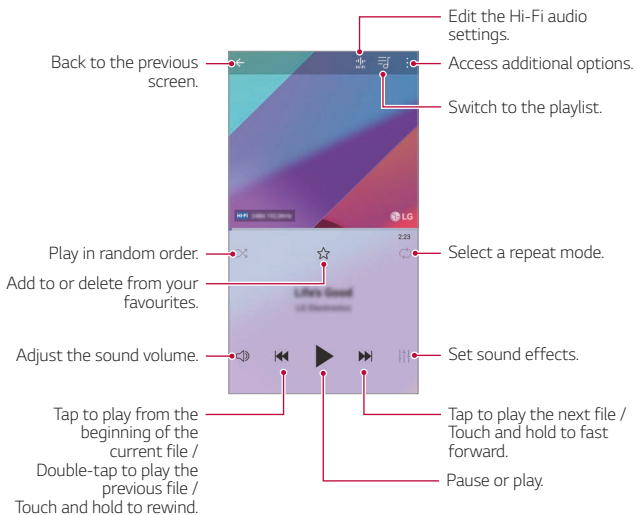 Edit the Hi-Fi audio
settings.
Back to the previous
screen.
Access additional options.
Switch to the playlist.
HI-FI
LG
2:23
Play in random order.
Select a repeat mode.
Add to or delete from your
favourites.
Life's Good
LG Electronics
Adjust the sound volume.
Set sound effects.
Tap to play from the
beginning of the
current file /
Double-tap to play the
previous file /
Touch and hold to rewind.
Tap to play the next file /
Touch and hold to fast
forward.
Pause or play.